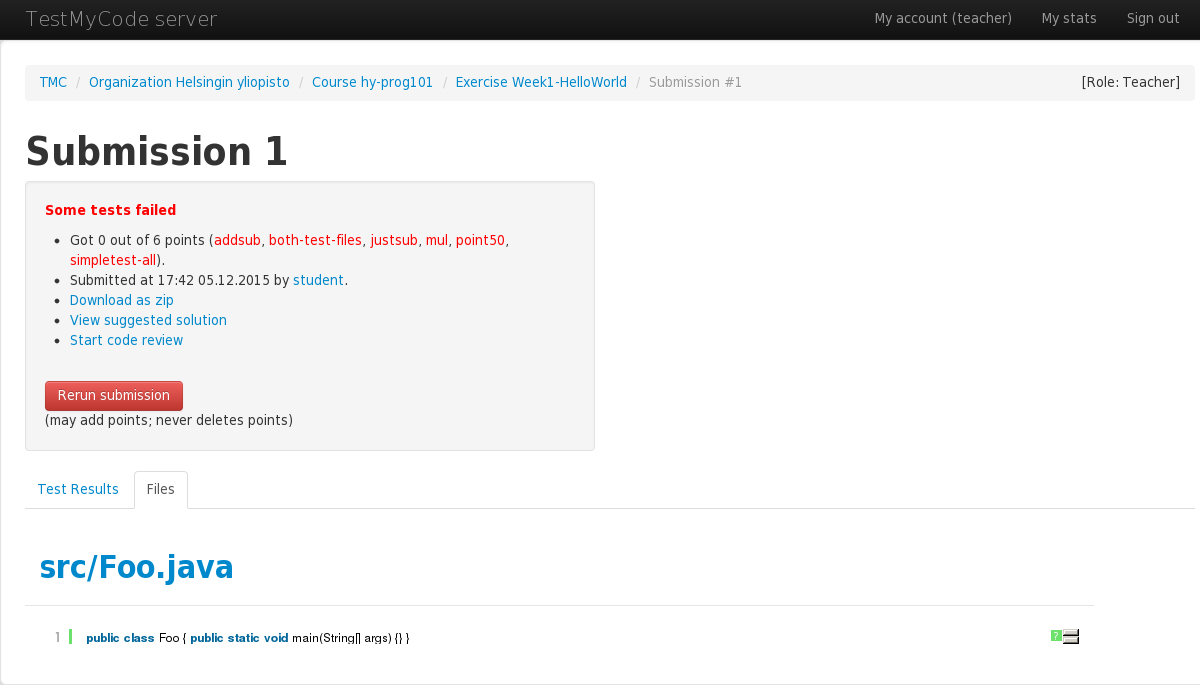 TestMyCode server My account (teacher) My stats Sign out
TMC / Organization Helsingin yliopisto / Course hy-prog101 / Exercise Week1-HelloWorld / Submission #1 [Role: Teacher]
Submission 1
Some tests failed
• Got 0 out of 6 points (addsub, both-test-files, justsub, mul, point50,
simpletest-all).
• Submitted at 17:42 05.12.2015 by student.
• Download as zip
• View suggested solution
• Start code review
Rerun submission
(may add points; never deletes points)
Test Results Files
src/Foo.java
1 public class Foo { public static void main(String[] args) {} }
?